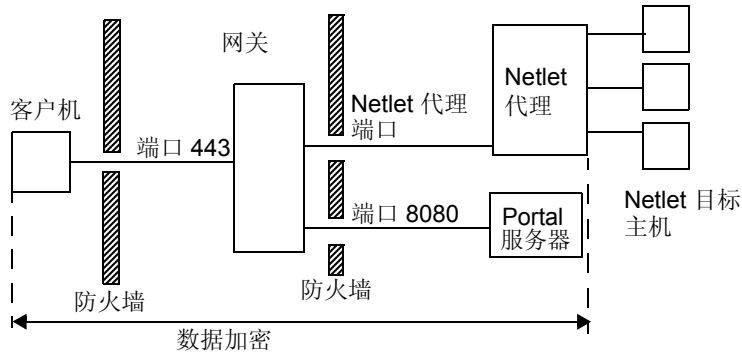 网关
客户机
端口 443
Netlet 代理
端口
Netlet
代理
端口 8080
Portal
服务器
Netlet 目标
主机
防火墙
防火墙
数据加密